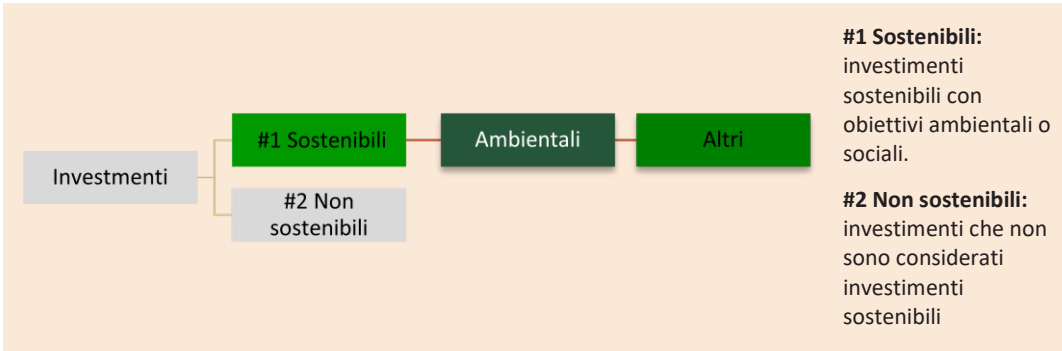 Investmenti
#1 Sostenibili
#2 Non
sostenibili
Ambientali
Altri
#1 Sostenibili:
investimenti
sostenibili con
obiettivi ambientali o
sociali.
#2 Non sostenibili:
investimenti che non
sono considerati
investimenti
sostenibili